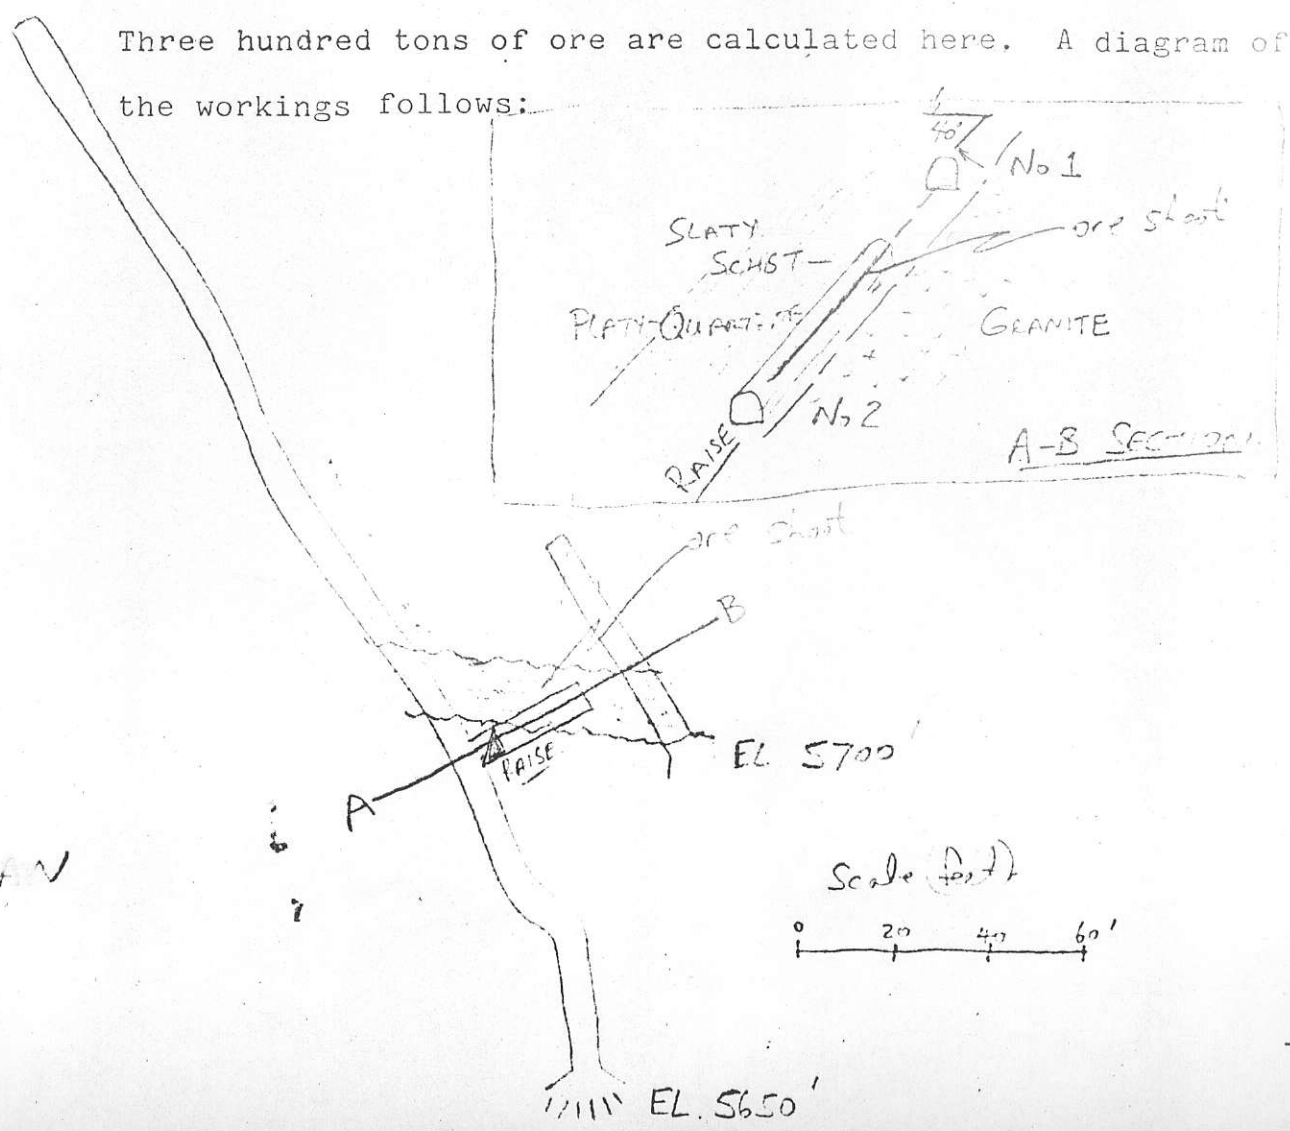 Three hundred tons of ore are calculated here. A diagram of
the workings follows:
40'
No 1
ore shoot
SLATY
SCHST
PLATY-QUARTZITE
GRANITE
No 2
RAISE
A-B SECTION
ore shoot
B
RAISE
EL 5700'
A
Scale (feet)
0 20 40 60'
EL. 5650'